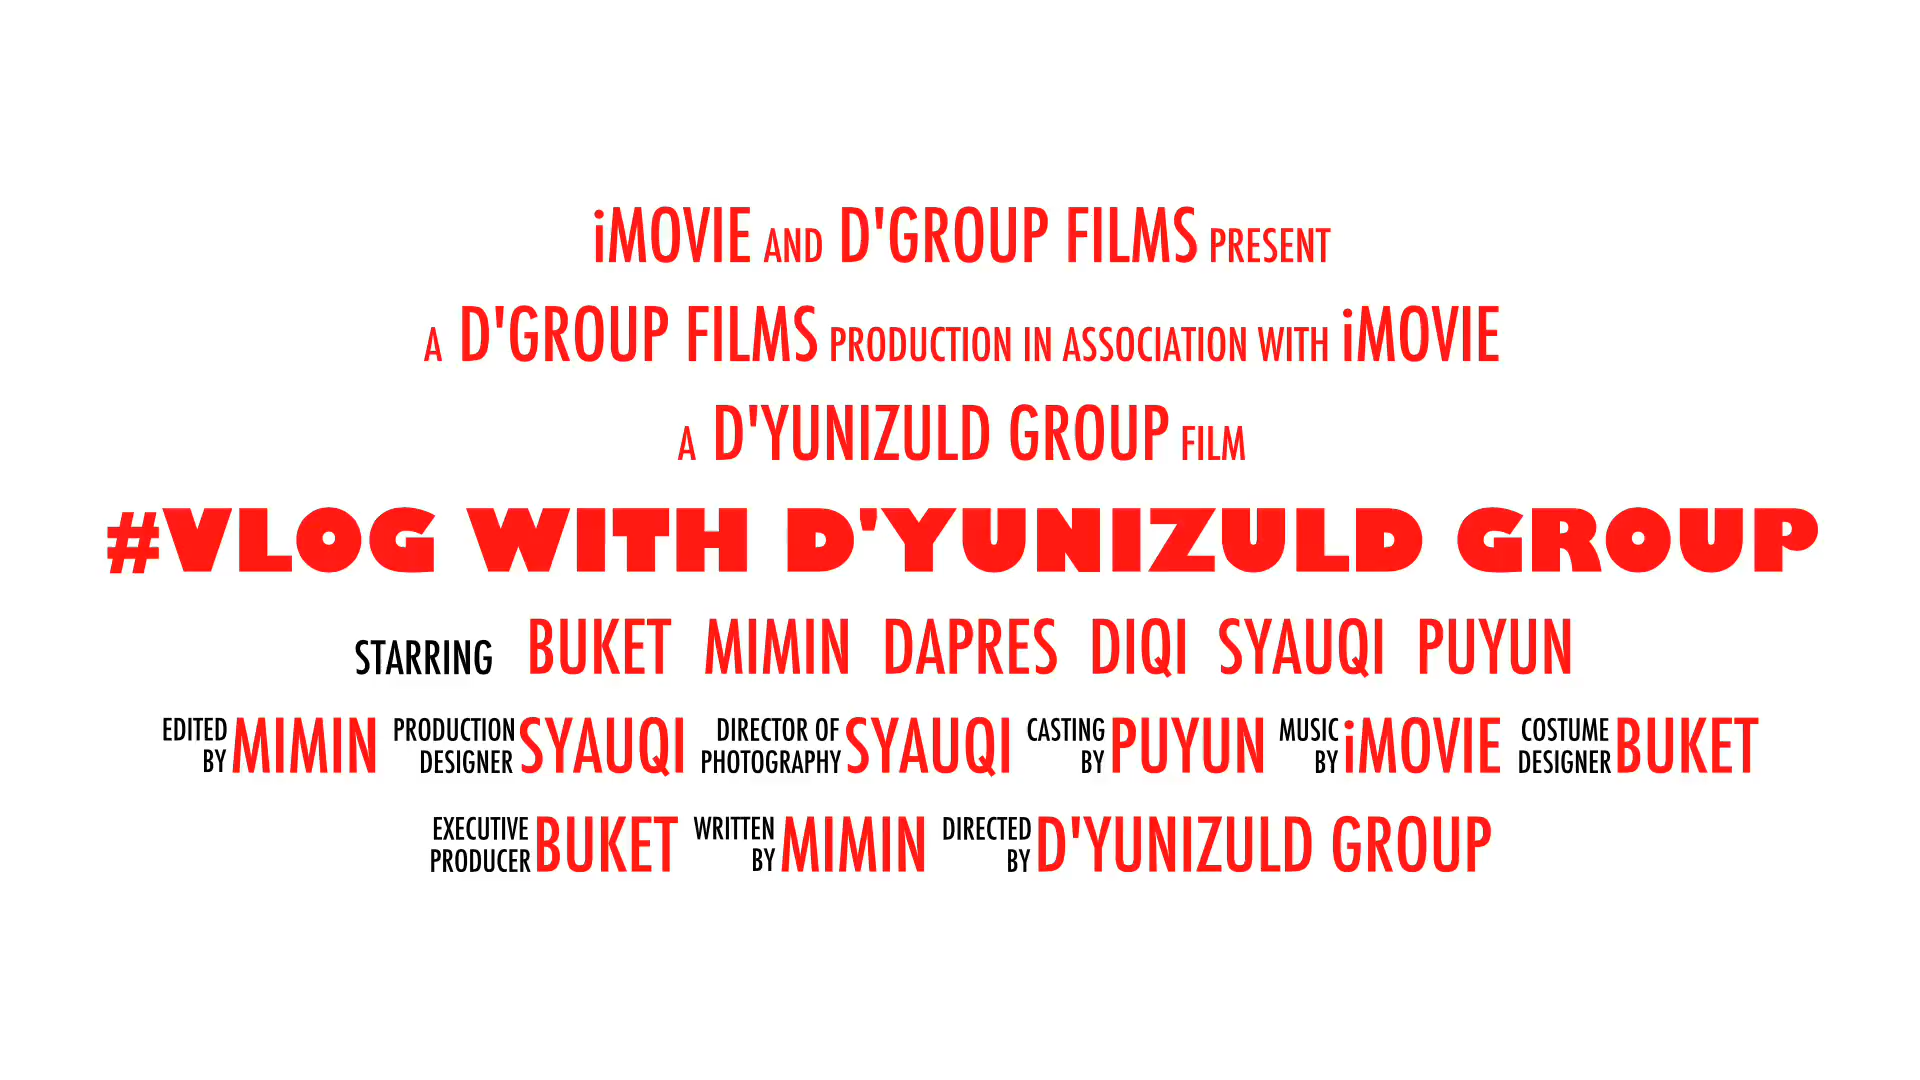 iMOVIE AND D'GROUP FILMS PRESENT
A D'GROUP FILMS PRODUCTION IN ASSOCIATION WITH iMOVIE
A D'YUNIZULD GROUP FILM
#VLOG WITH D'YUNIZULD GROUP
STARRING BUKET MIMIN DAPRES DIQI SYAUQI PUYUN
EDITED BY MIMIN PRODUCTION DESIGNER SYAUQI DIRECTOR OF PHOTOGRAPHY SYAUQI CASTING BY PUYUN MUSIC BY iMOVIE COSTUME DESIGNER BUKET
EXECUTIVE PRODUCER BUKET WRITTEN BY MIMIN DIRECTED BY D'YUNIZULD GROUP